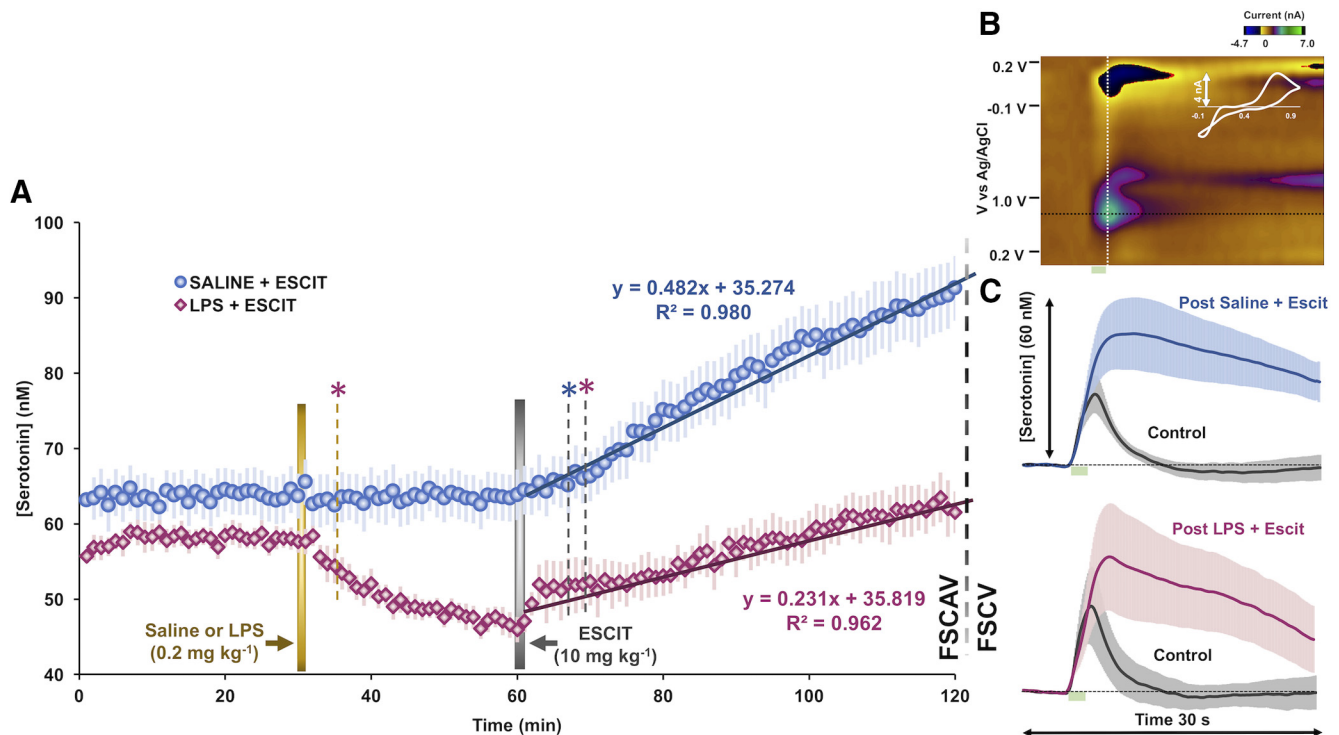 A
100
90
80
70
60
50
40
[Serotonin] (nM)
SALINE + ESCIT
LPS + ESCIT
*
* *
y = 0.482x + 35.274
R² = 0.980
y = 0.231x + 35.819
R² = 0.962
Saline or LPS
(0.2 mg kg⁻¹)
ESCIT
(10 mg kg⁻¹)
FSCAV
FSCV
0 20 40 60 80 100 120
Time (min)
B
Current (nA)
-4.7 0 7.0
0.2 V
-0.1 V
1.0 V
0.2 V
V vs Ag/AgCl
4 nA
-0.1 0.4 0.9
C
[Serotonin] (60 nM)
Post Saline + Escit
Control
Post LPS + Escit
Control
Time 30 s